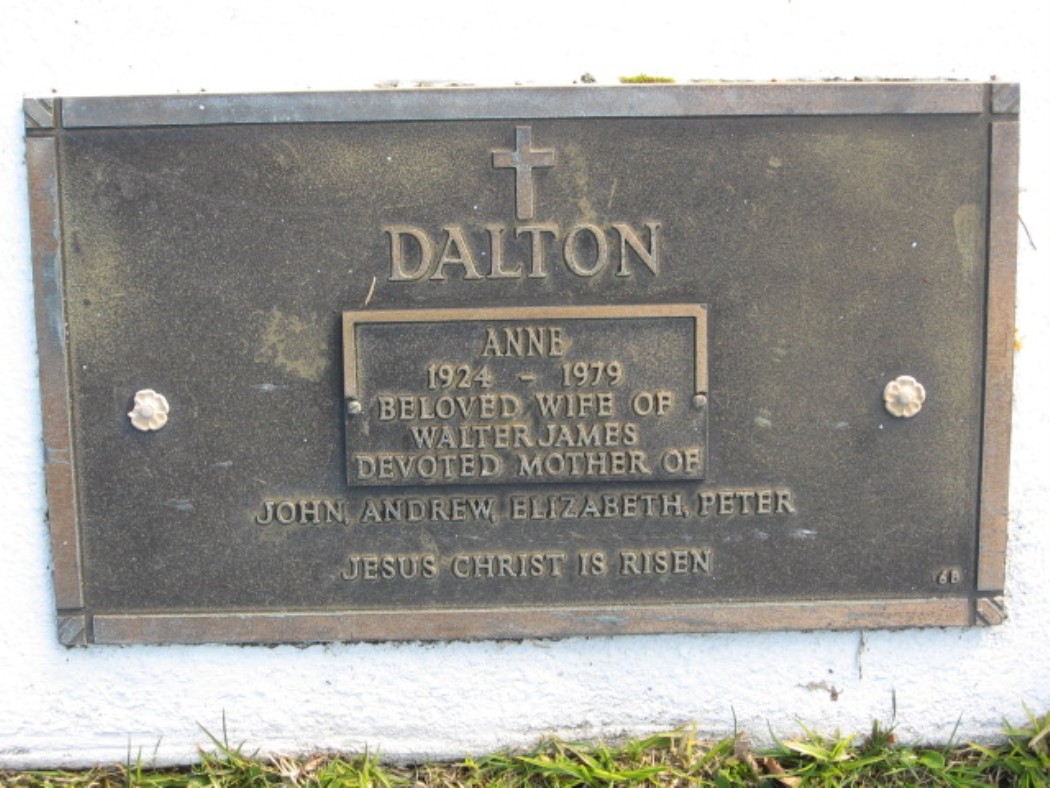 DALTON
ANNE
1924 - 1979
BELOVED WIFE OF
WALTER JAMES
DEVOTED MOTHER OF
JOHN, ANDREW, ELIZABETH, PETER
JESUS CHRIST IS RISEN
6B